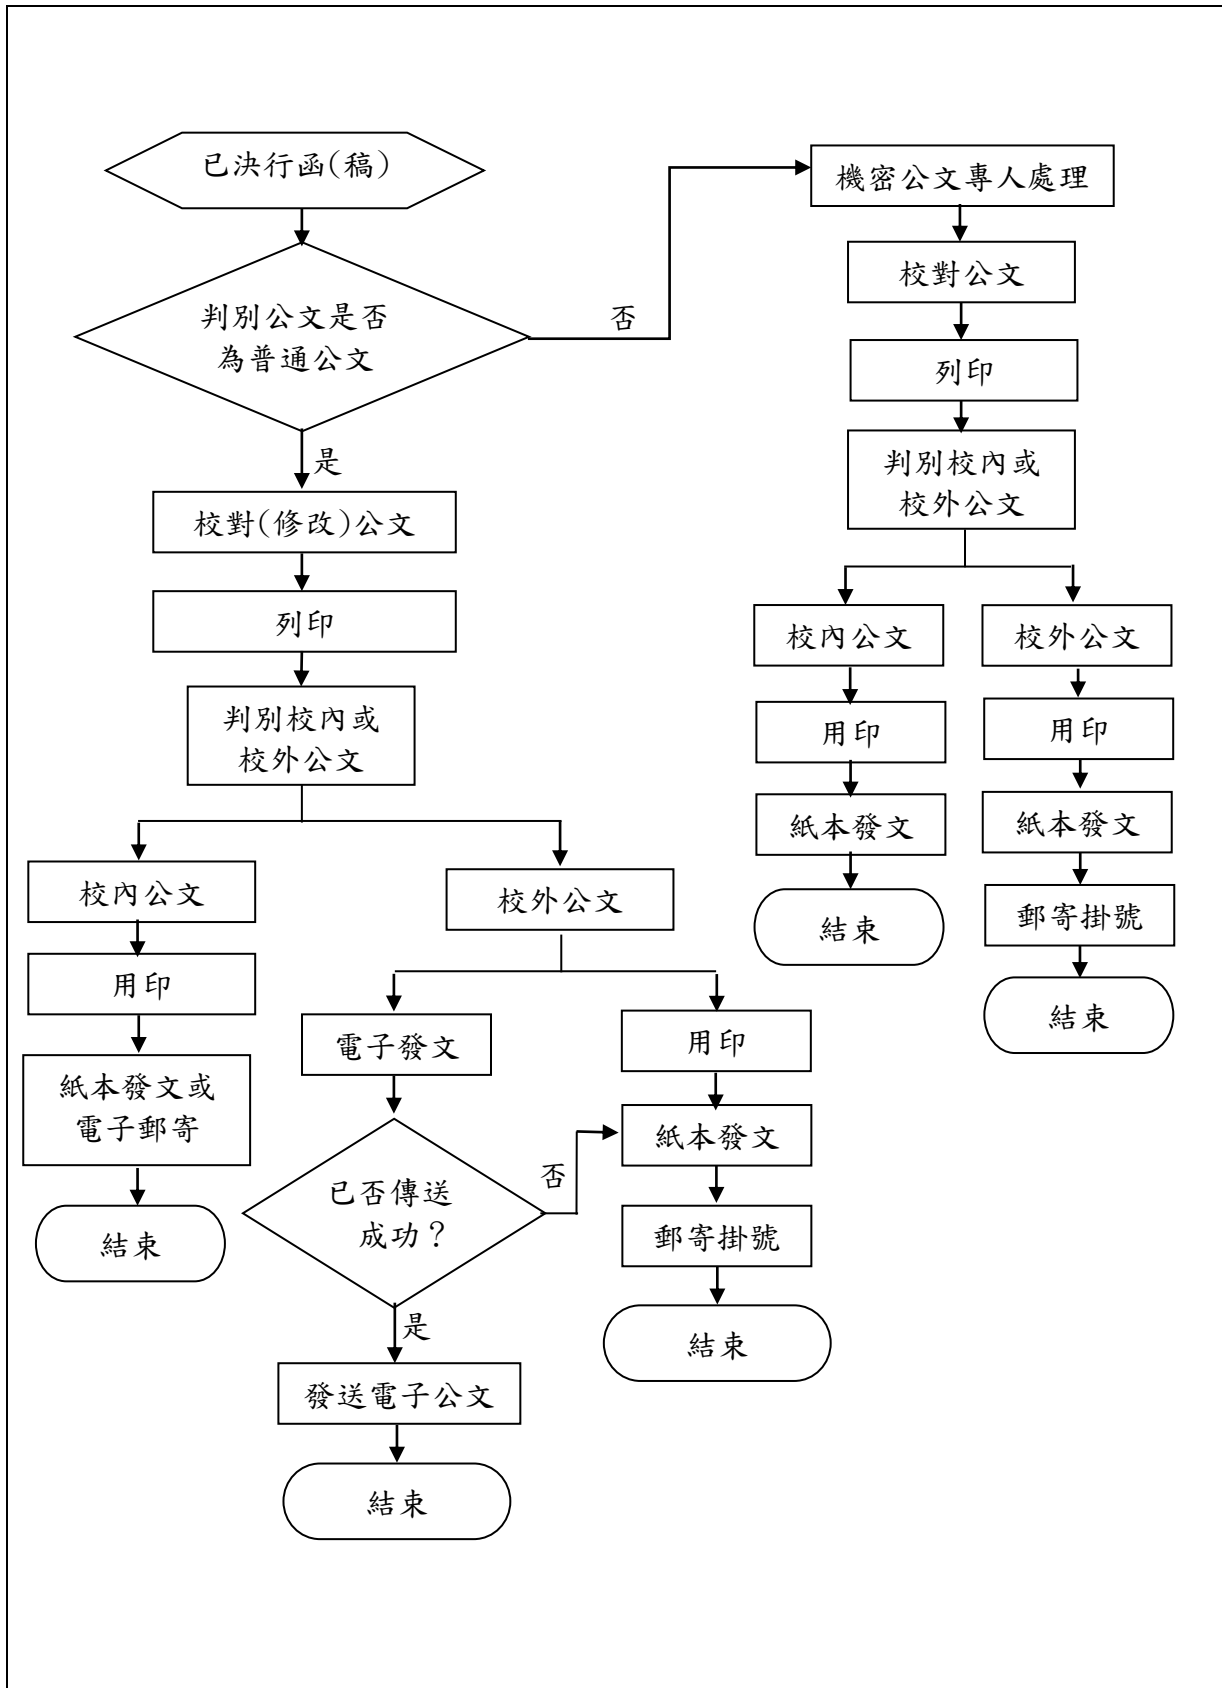 已決行函(稿)
判別公文是否
為普通公文
否
是
校對(修改)公文
列印
判別校內或
校外公文
校內公文
用印
紙本發文或
電子郵寄
結束
校外公文
電子發文
已否傳送
成功？
否
是
發送電子公文
結束
用印
紙本發文
郵寄掛號
結束
機密公文專人處理
校對公文
列印
判別校內或
校外公文
校內公文
用印
紙本發文
結束
校外公文
用印
紙本發文
郵寄掛號
結束